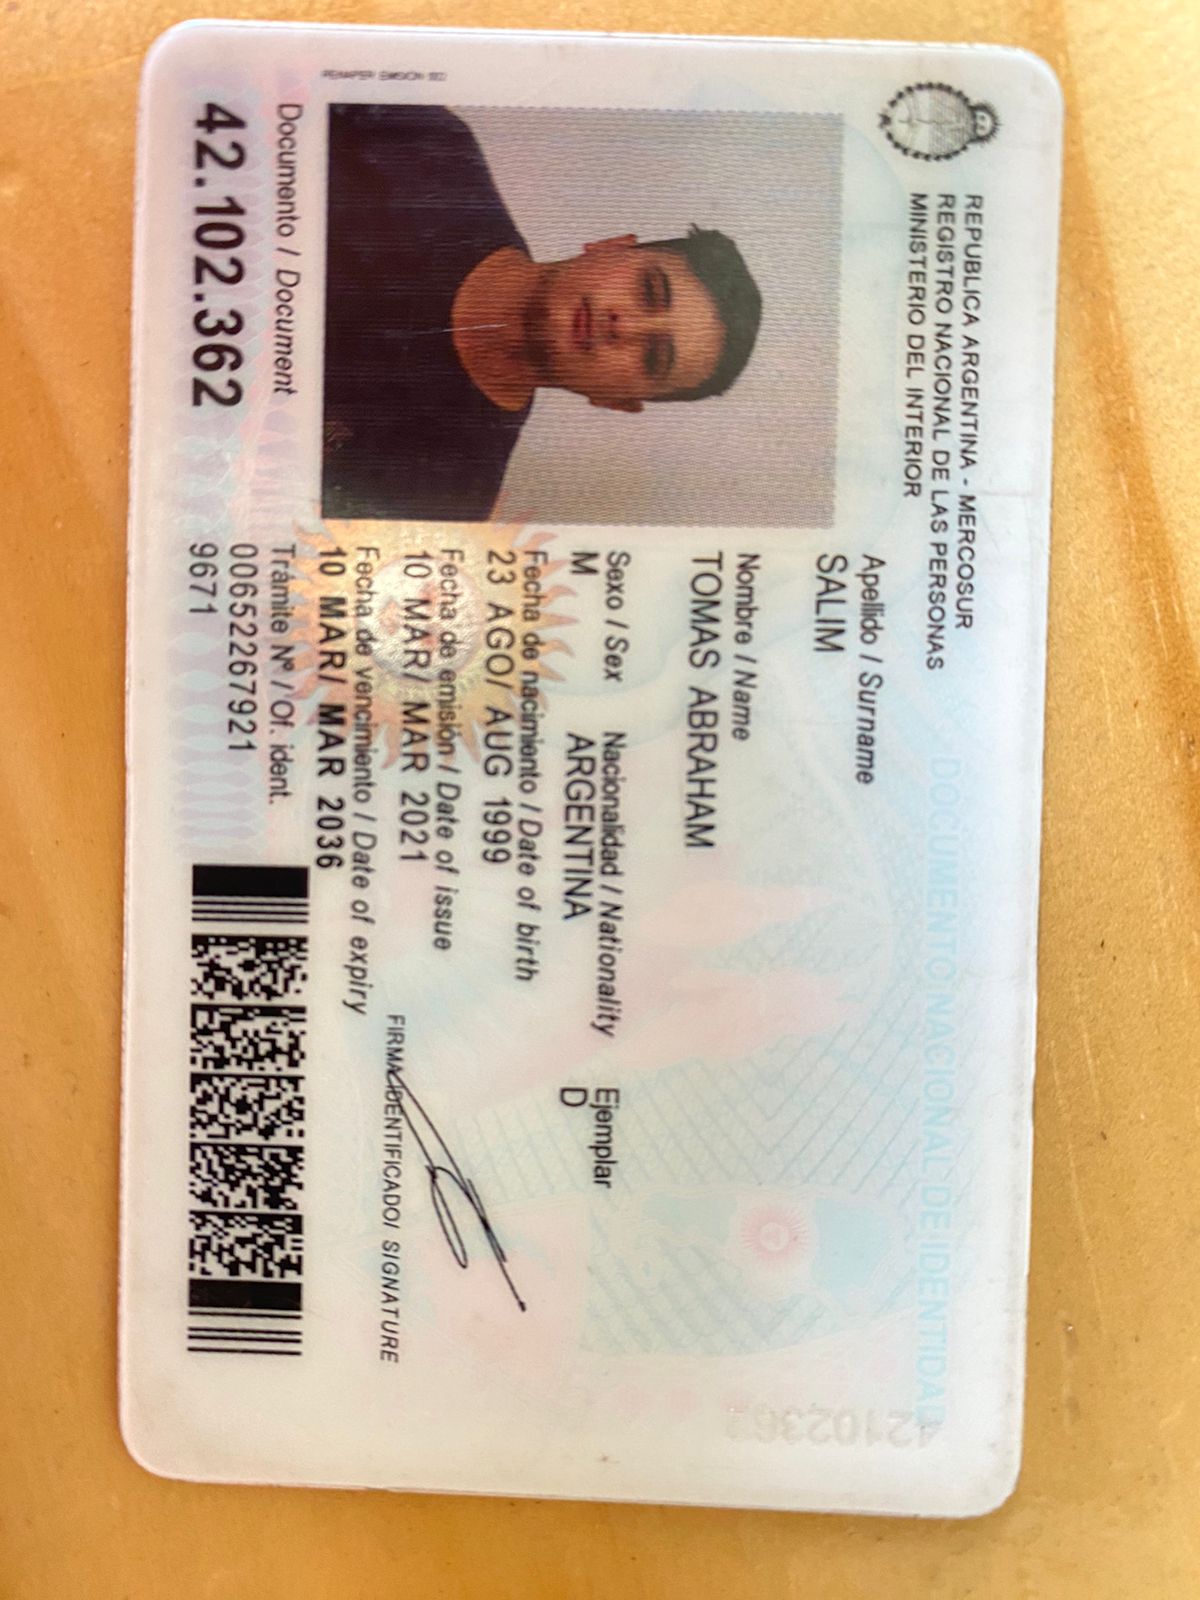 REPUBLICA ARGENTINA - MERCOSUR
REGISTRO NACIONAL DE LAS PERSONAS
MINISTERIO DEL INTERIOR
DOCUMENTO NACIONAL DE IDENTIDAD
Apellido / Surname
SALIM
Nombre / Name
TOMAS ABRAHAM
Sexo / Sex Nacionalidad / Nationality Ejemplar
M ARGENTINA D
Fecha de nacimiento / Date of birth
23 AGO/ AUG 1999
Fecha de emisión / Date of issue
10 MAR/ MAR 2021
Fecha de vencimiento / Date of expiry
10 MAR/ MAR 2036
FIRMA IDENTIFICADO/ SIGNATURE
Trámite Nº / Of. ident.
00652267921
9671
Documento / Document
42.102.362
42102362